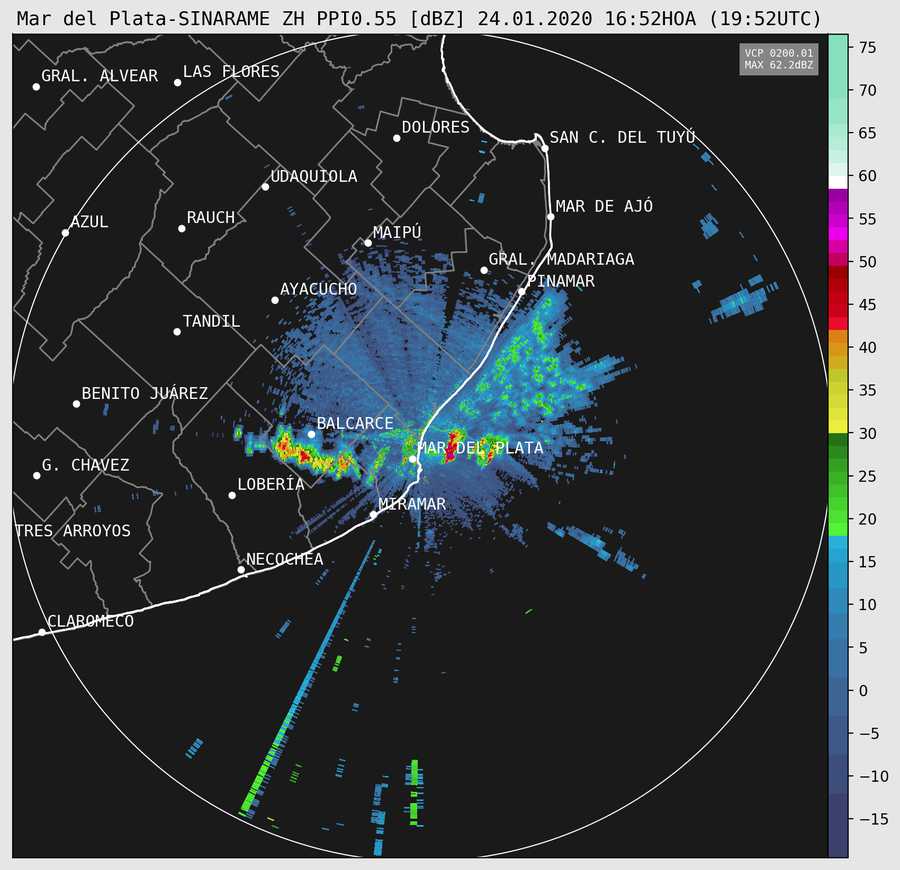 Mar del Plata-SINARAME ZH PPI0.55 [dBZ] 24.01.2020 16:52HOA (19:52UTC)
VCP 0200.01
MAX 62.2dBZ
GRAL. ALVEAR
LAS FLORES
DOLORES
SAN C. DEL TUYÚ
UDAQUIOLA
MAR DE AJÓ
AZUL
RAUCH
MAIPÚ
GRAL. MADARIAGA
PINAMAR
AYACUCHO
TANDIL
BENITO JUÁREZ
BALCARCE
MAR DEL PLATA
G. CHAVEZ
LOBERÍA
MIRAMAR
TRES ARROYOS
NECOCHEA
CLAROMECO
75
70
65
60
55
50
45
40
35
30
25
20
15
10
5
0
−5
−10
−15